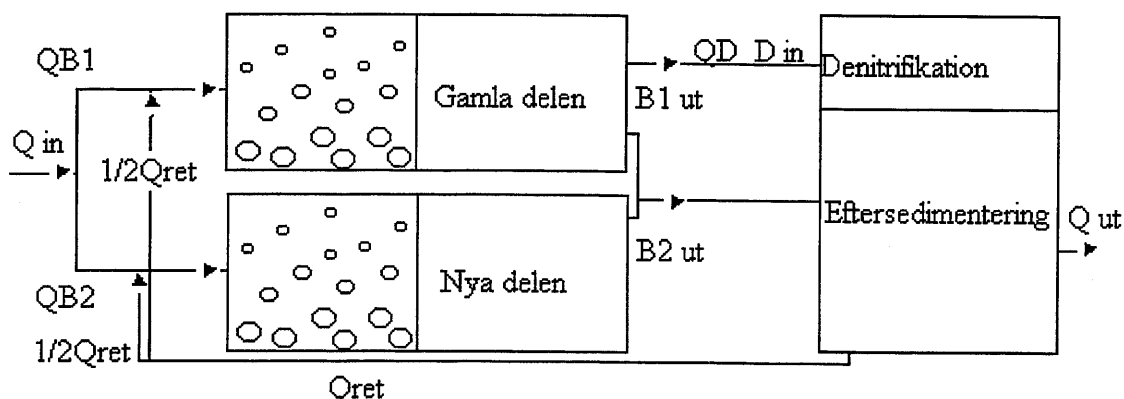 QB1
Q in
1/2Qret
QB2
1/2Qret
Qret
Gamla delen
Nya delen
B1 ut
B2 ut
QD D in
Denitrifikation
Eftersedimentering
Q ut